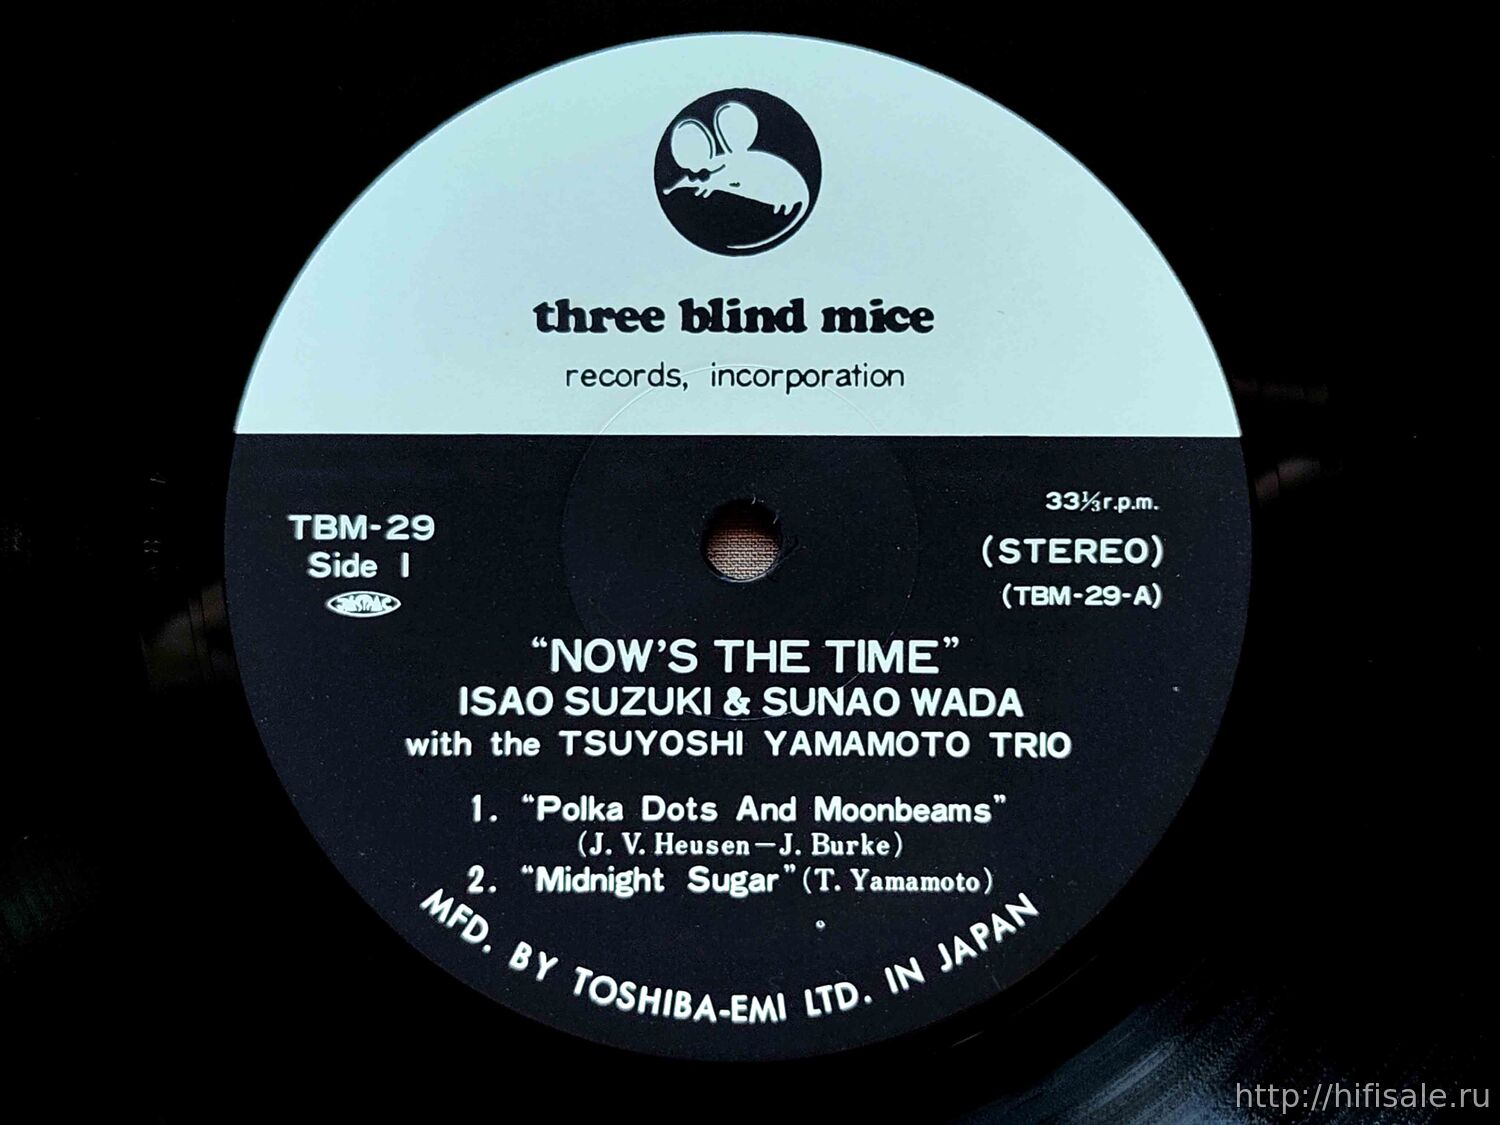 three blind mice
records, incorporation
TBM-29
Side 1
JASRAC
33⅓ r.p.m.
(STEREO)
(TBM-29-A)
“NOW’S THE TIME”
ISAO SUZUKI & SUNAO WADA
with the TSUYOSHI YAMAMOTO TRIO
1. “Polka Dots And Moonbeams”
(J. V. Heusen—J. Burke)
2. “Midnight Sugar” (T. Yamamoto)
MFD. BY TOSHIBA-EMI LTD. IN JAPAN
http://hifisale.ru